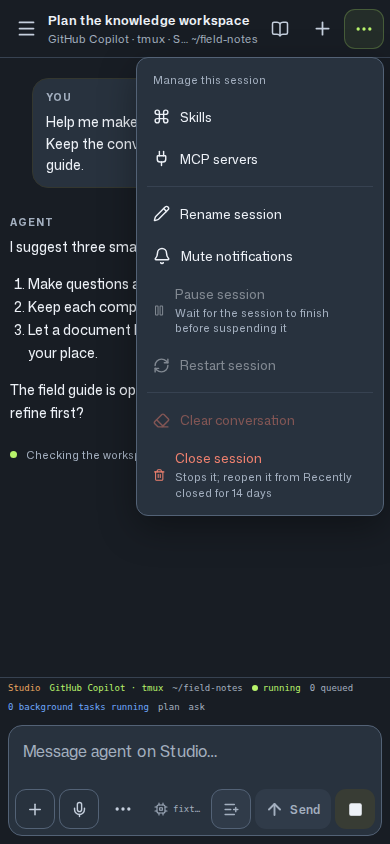 Plan the knowledge workspace
GitHub Copilot · tmux · S… ~/field-notes
Manage this session
Skills
MCP servers
Rename session
Mute notifications
Pause session
Wait for the session to finish
before suspending it
Restart session
Clear conversation
Close session
Stops it; reopen it from Recently
closed for 14 days
YOU
Help me make
Keep the conv
guide.
AGENT
I suggest three sma
1. Make questions a
2. Keep each comp
3. Let a document
your place.
The field guide is op
refine first?
Checking the worksp
Studio GitHub Copilot · tmux ~/field-notes running 0 queued
0 background tasks running plan ask
Message agent on Studio...
fixt… Send